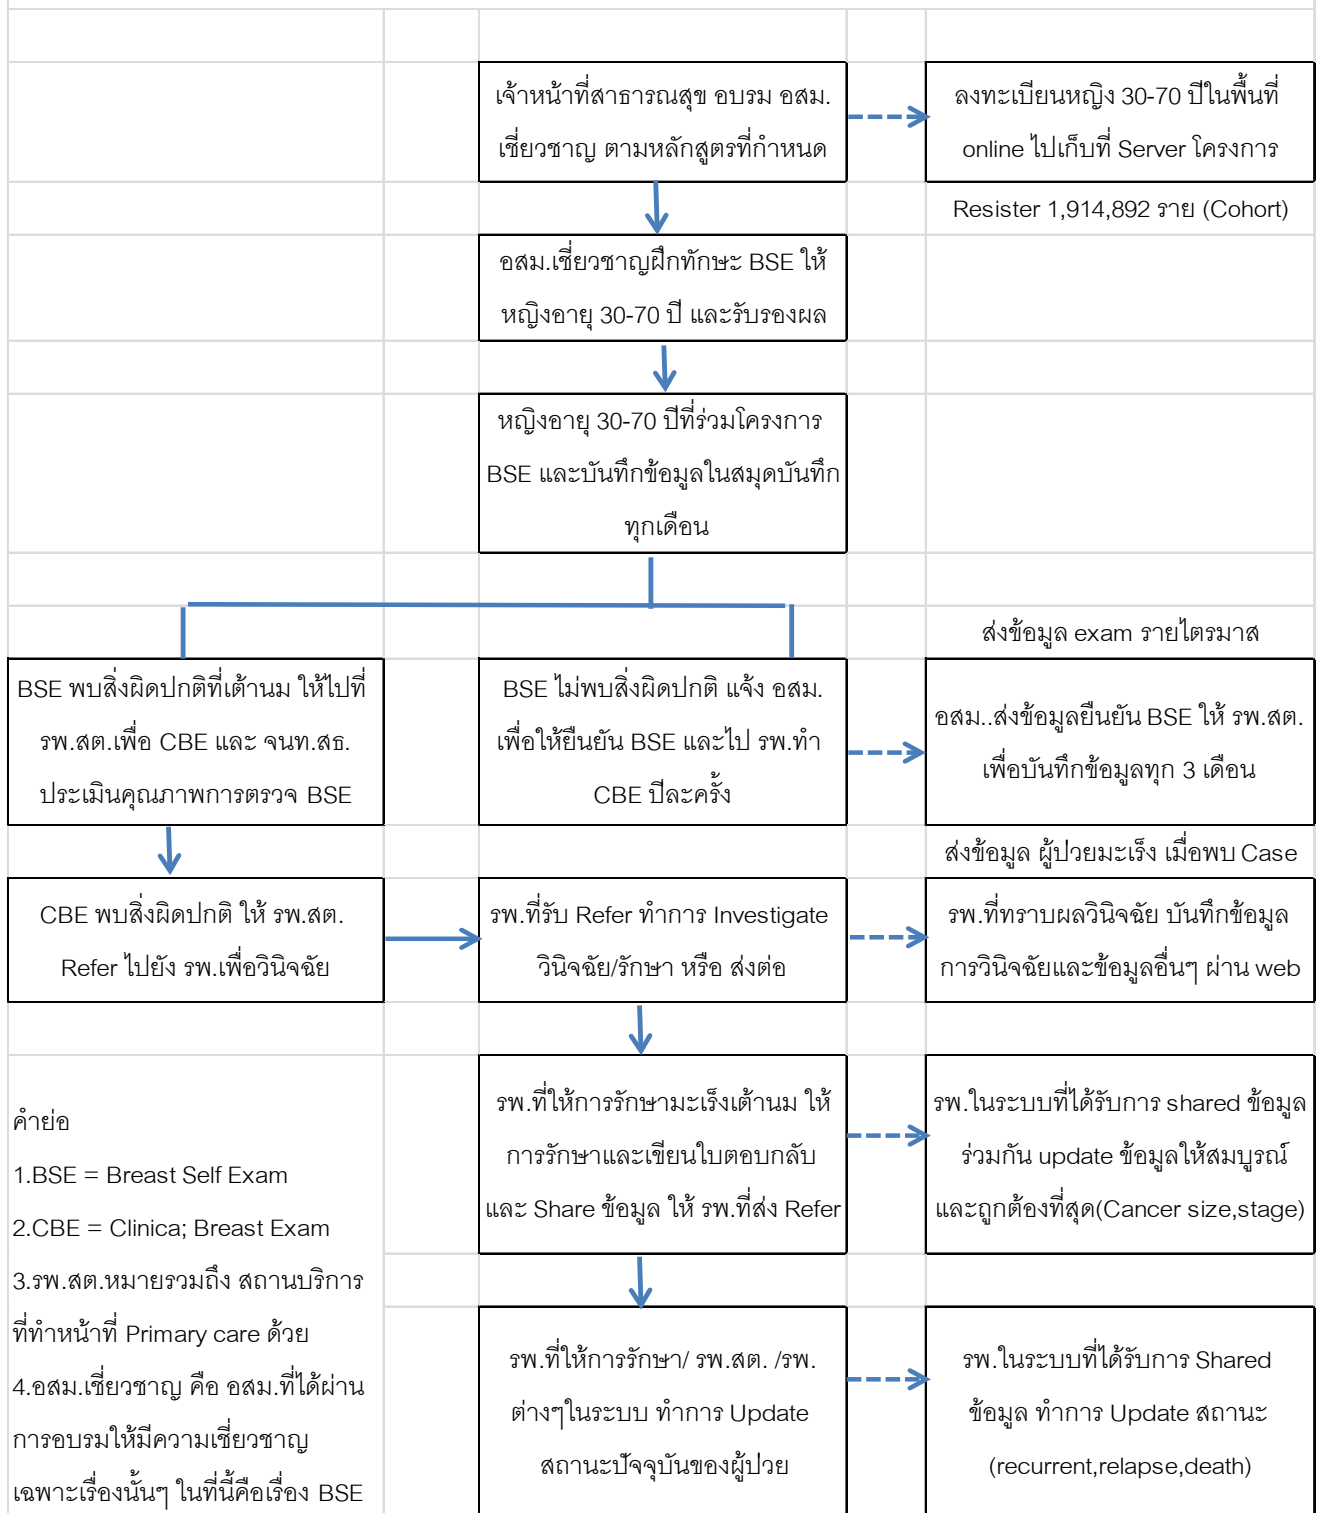 เจ้าหน้าที่สาธารณสุข อบรม อสม.
เชี่ยวชาญ ตามหลักสูตรที่กำหนด
ลงทะเบียนหญิง 30-70 ปีในพื้นที่
online ไปเก็บที่ Server โครงการ
Resister 1,914,892 ราย (Cohort)
อสม.เชี่ยวชาญฝึกทักษะ BSE ให้
หญิงอายุ 30-70 ปี และรับรองผล
หญิงอายุ 30-70 ปีที่ร่วมโครงการ
BSE และบันทึกข้อมูลในสมุดบันทึก
ทุกเดือน
ส่งข้อมูล exam รายไตรมาส
BSE พบสิ่งผิดปกติที่เต้านม ให้ไปที่
รพ.สต.เพื่อ CBE และ จนท.สธ.
ประเมินคุณภาพการตรวจ BSE
BSE ไม่พบสิ่งผิดปกติ แจ้ง อสม.
เพื่อให้ยืนยัน BSE และไป รพ.ทำ
CBE ปีละครั้ง
อสม..ส่งข้อมูลยืนยัน BSE ให้ รพ.สต.
เพื่อบันทึกข้อมูลทุก 3 เดือน
ส่งข้อมูล ผู้ป่วยมะเร็ง เมื่อพบ Case
CBE พบสิ่งผิดปกติ ให้ รพ.สต.
Refer ไปยัง รพ.เพื่อวินิจฉัย
รพ.ที่รับ Refer ทำการ Investigate
วินิจฉัย/รักษา หรือ ส่งต่อ
รพ.ที่ทราบผลวินิจฉัย บันทึกข้อมูล
การวินิจฉัยและข้อมูลอื่นๆ ผ่าน web
รพ.ที่ให้การรักษามะเร็งเต้านม ให้
การรักษาและเขียนใบตอบกลับ
และ Share ข้อมูล ให้ รพ.ที่ส่ง Refer
รพ.ในระบบที่ได้รับการ shared ข้อมูล
ร่วมกัน update ข้อมูลให้สมบูรณ์
และถูกต้องที่สุด(Cancer size,stage)
คำย่อ
1.BSE = Breast Self Exam
2.CBE = Clinica; Breast Exam
3.รพ.สต.หมายรวมถึง สถานบริการ
ที่ทำหน้าที่ Primary care ด้วย
4.อสม.เชี่ยวชาญ คือ อสม.ที่ได้ผ่าน
การอบรมให้มีความเชี่ยวชาญ
เฉพาะเรื่องนั้นๆ ในที่นี้คือเรื่อง BSE
รพ.ที่ให้การรักษา/ รพ.สต. /รพ.
ต่างๆในระบบ ทำการ Update
สถานะปัจจุบันของผู้ป่วย
รพ.ในระบบที่ได้รับการ Shared
ข้อมูล ทำการ Update สถานะ
(recurrent,relapse,death)